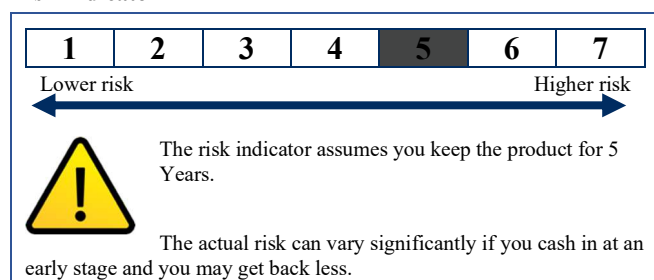 1 2 3 4 5 6 7
Lower risk Higher risk
!
The risk indicator assumes you keep the product for 5
Years.
The actual risk can vary significantly if you cash in at an
early stage and you may get back less.